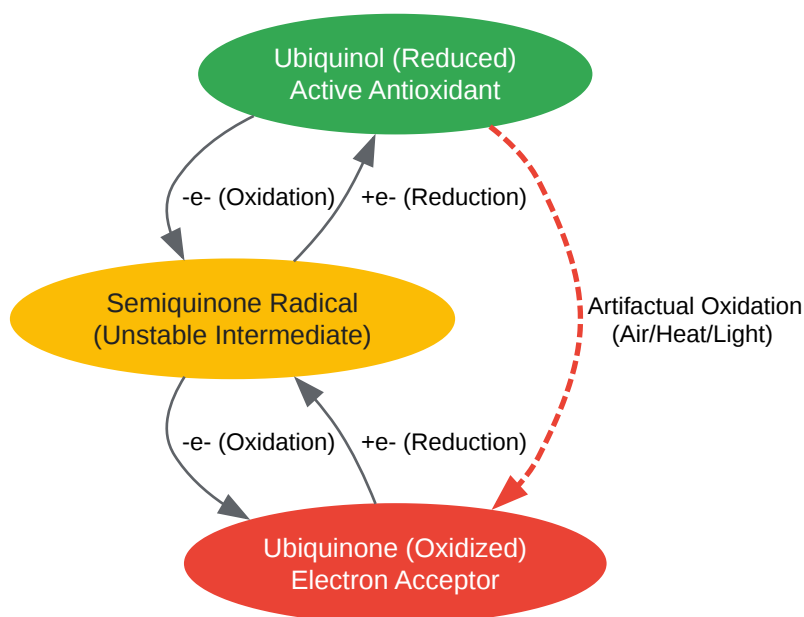 Ubiquinol (Reduced)
Active Antioxidant
-e- (Oxidation)
+e- (Reduction)
Semiquinone Radical
(Unstable Intermediate)
Artifactual Oxidation
(Air/Heat/Light)
-e- (Oxidation)
+e- (Reduction)
Ubiquinone (Oxidized)
Electron Acceptor